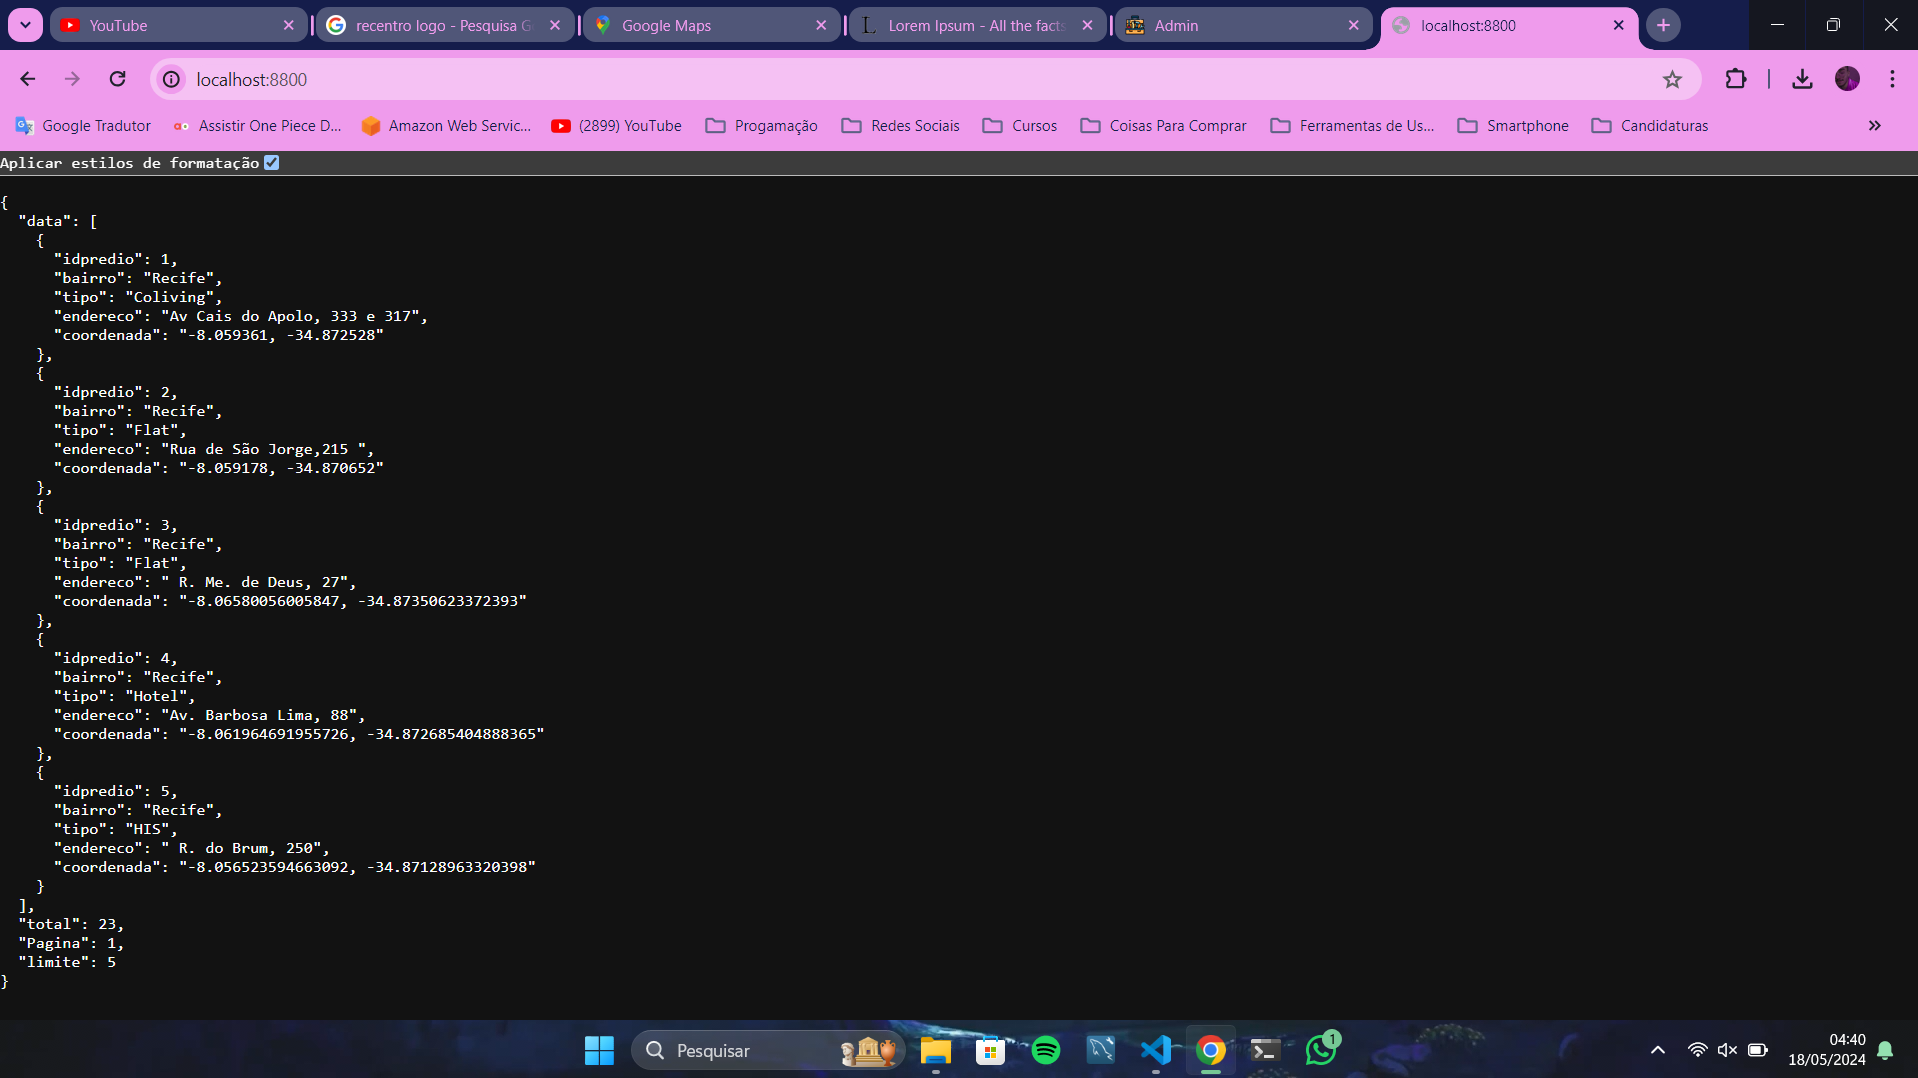 YouTube
recentro logo - Pesquisa G
Google Maps
Lorem Ipsum - All the facts
Admin
localhost:8800
localhost:8800
Google Tradutor
Assistir One Piece D...
Amazon Web Servic...
(2899) YouTube
Progamação
Redes Sociais
Cursos
Coisas Para Comprar
Ferramentas de Us...
Smartphone
Candidaturas
Aplicar estilos de formatação
{
"data": [
{
"idpredio": 1,
"bairro": "Recife",
"tipo": "Coliving",
"endereco": "Av Cais do Apolo, 333 e 317",
"coordenada": "-8.059361, -34.872528"
},
{
"idpredio": 2,
"bairro": "Recife",
"tipo": "Flat",
"endereco": "Rua de São Jorge,215 ",
"coordenada": "-8.059178, -34.870652"
},
{
"idpredio": 3,
"bairro": "Recife",
"tipo": "Flat",
"endereco": " R. Me. de Deus, 27",
"coordenada": "-8.06580056005847, -34.87350623372393"
},
{
"idpredio": 4,
"bairro": "Recife",
"tipo": "Hotel",
"endereco": "Av. Barbosa Lima, 88",
"coordenada": "-8.061964691955726, -34.872685404888365"
},
{
"idpredio": 5,
"bairro": "Recife",
"tipo": "HIS",
"endereco": " R. do Brum, 250",
"coordenada": "-8.056523594663092, -34.87128963320398"
}
],
"total": 23,
"Pagina": 1,
"limite": 5
}
Pesquisar
1
04:40
18/05/2024